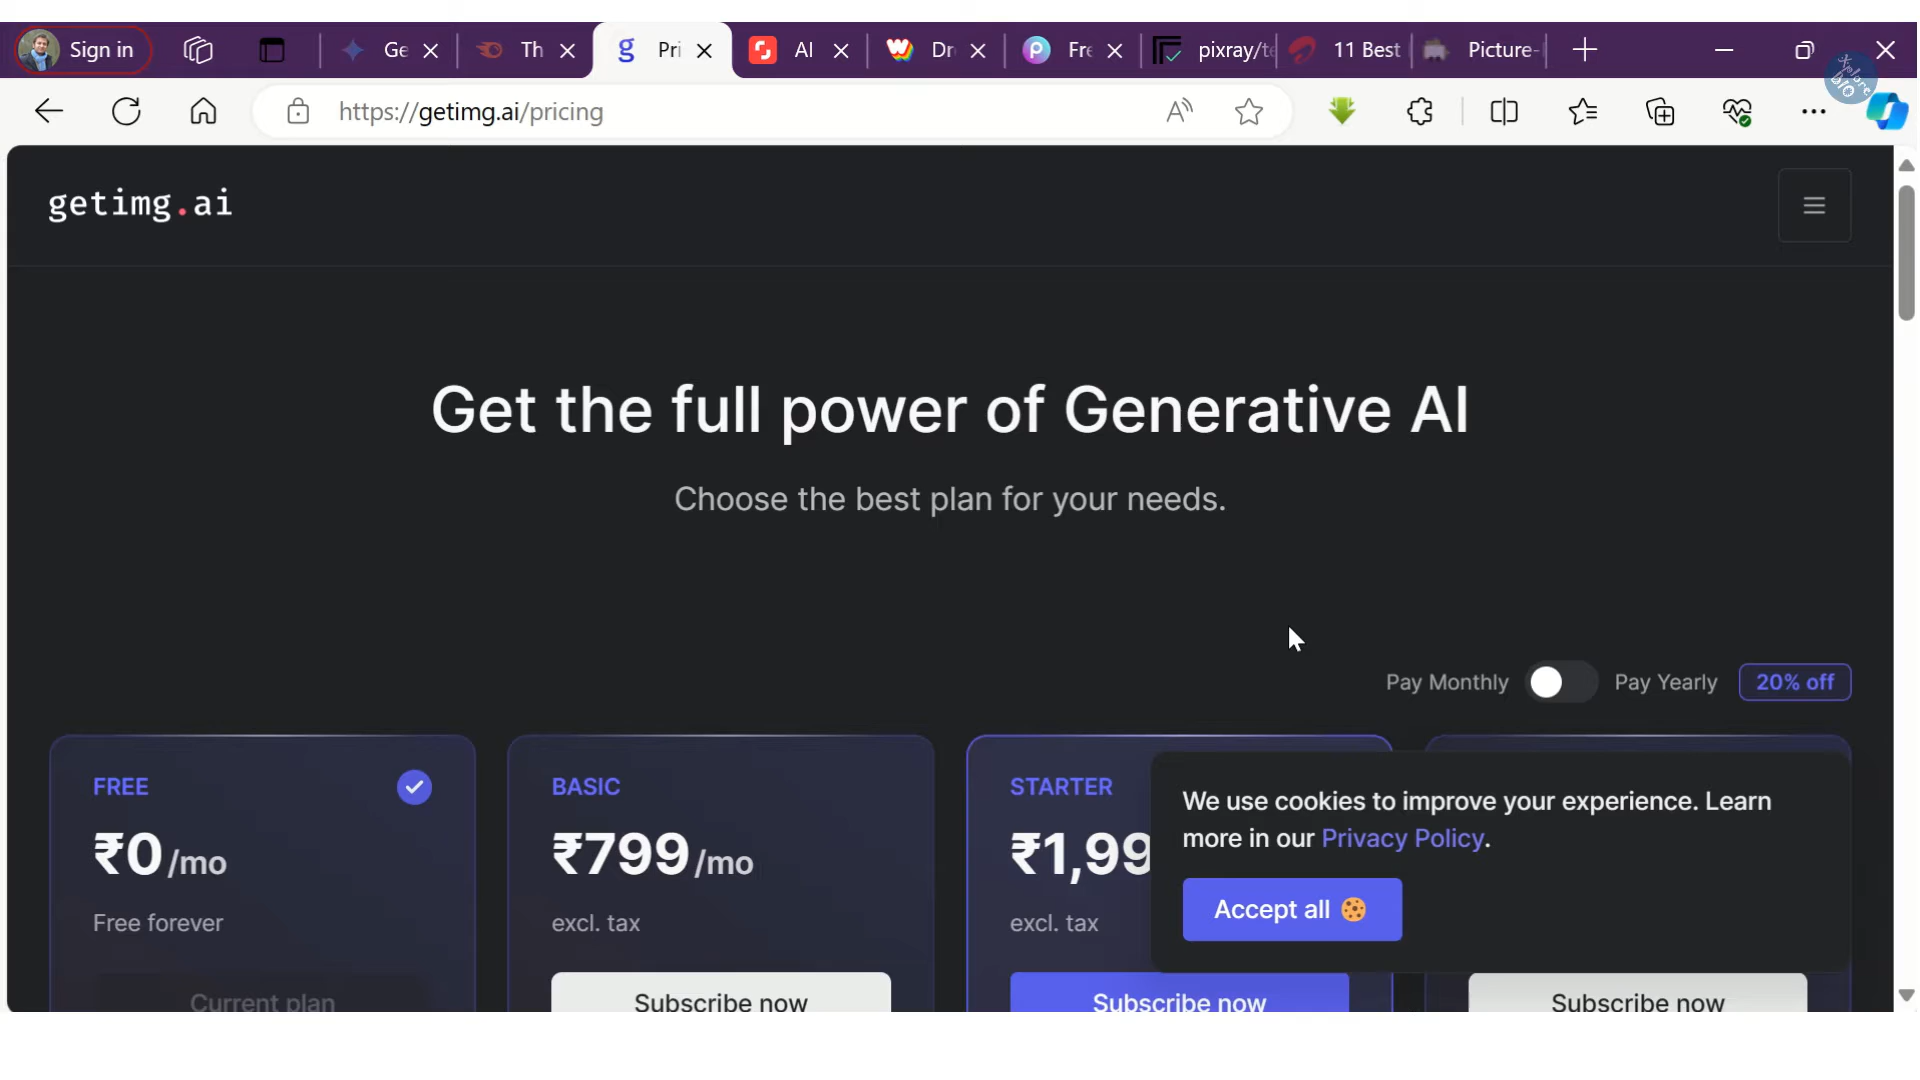 Sign in
Ge
Th
Pri
AI
Dr
Fre
pixray/te
11 Best
Picture-
https://getimg.ai/pricing
getimg.ai
Get the full power of Generative AI
Choose the best plan for your needs.
Pay Monthly
Pay Yearly
20% off
FREE
₹0/mo
Free forever
Current plan
BASIC
₹799/mo
excl. tax
Subscribe now
STARTER
₹1,99
excl. tax
Subscribe now
We use cookies to improve your experience. Learn
more in our Privacy Policy.
Accept all
Subscribe now